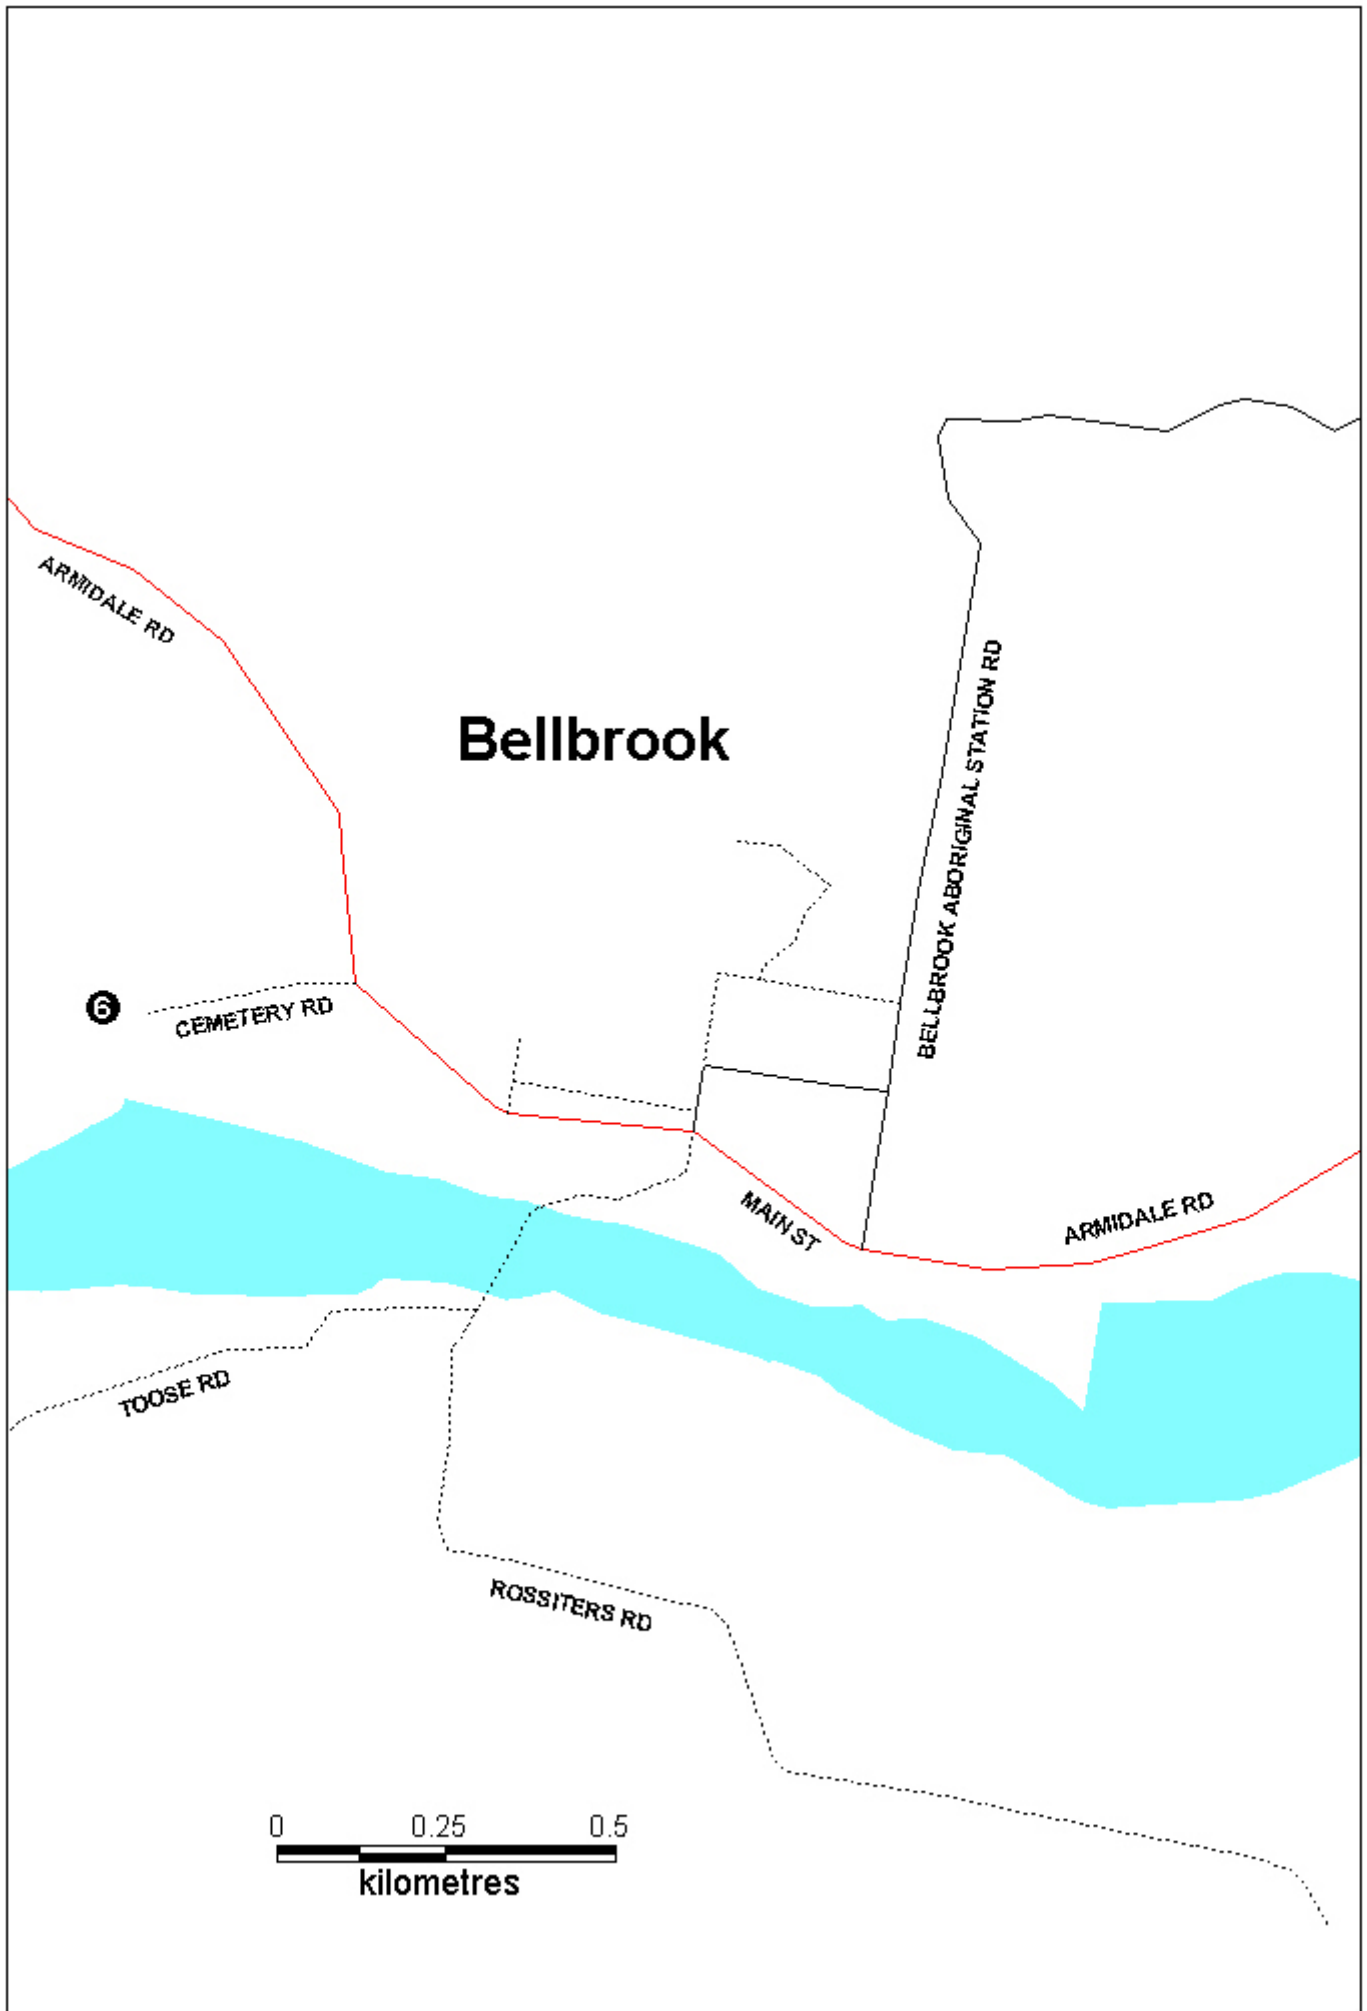 ARMIDALE RD
BELLBROOK ABORIGINAL STATION RD
Bellbrook
6
CEMETERY RD
MAIN ST
ARMIDALE RD
TOOSE RD
ROSSITERS RD
0 0.25 0.5
kilometres